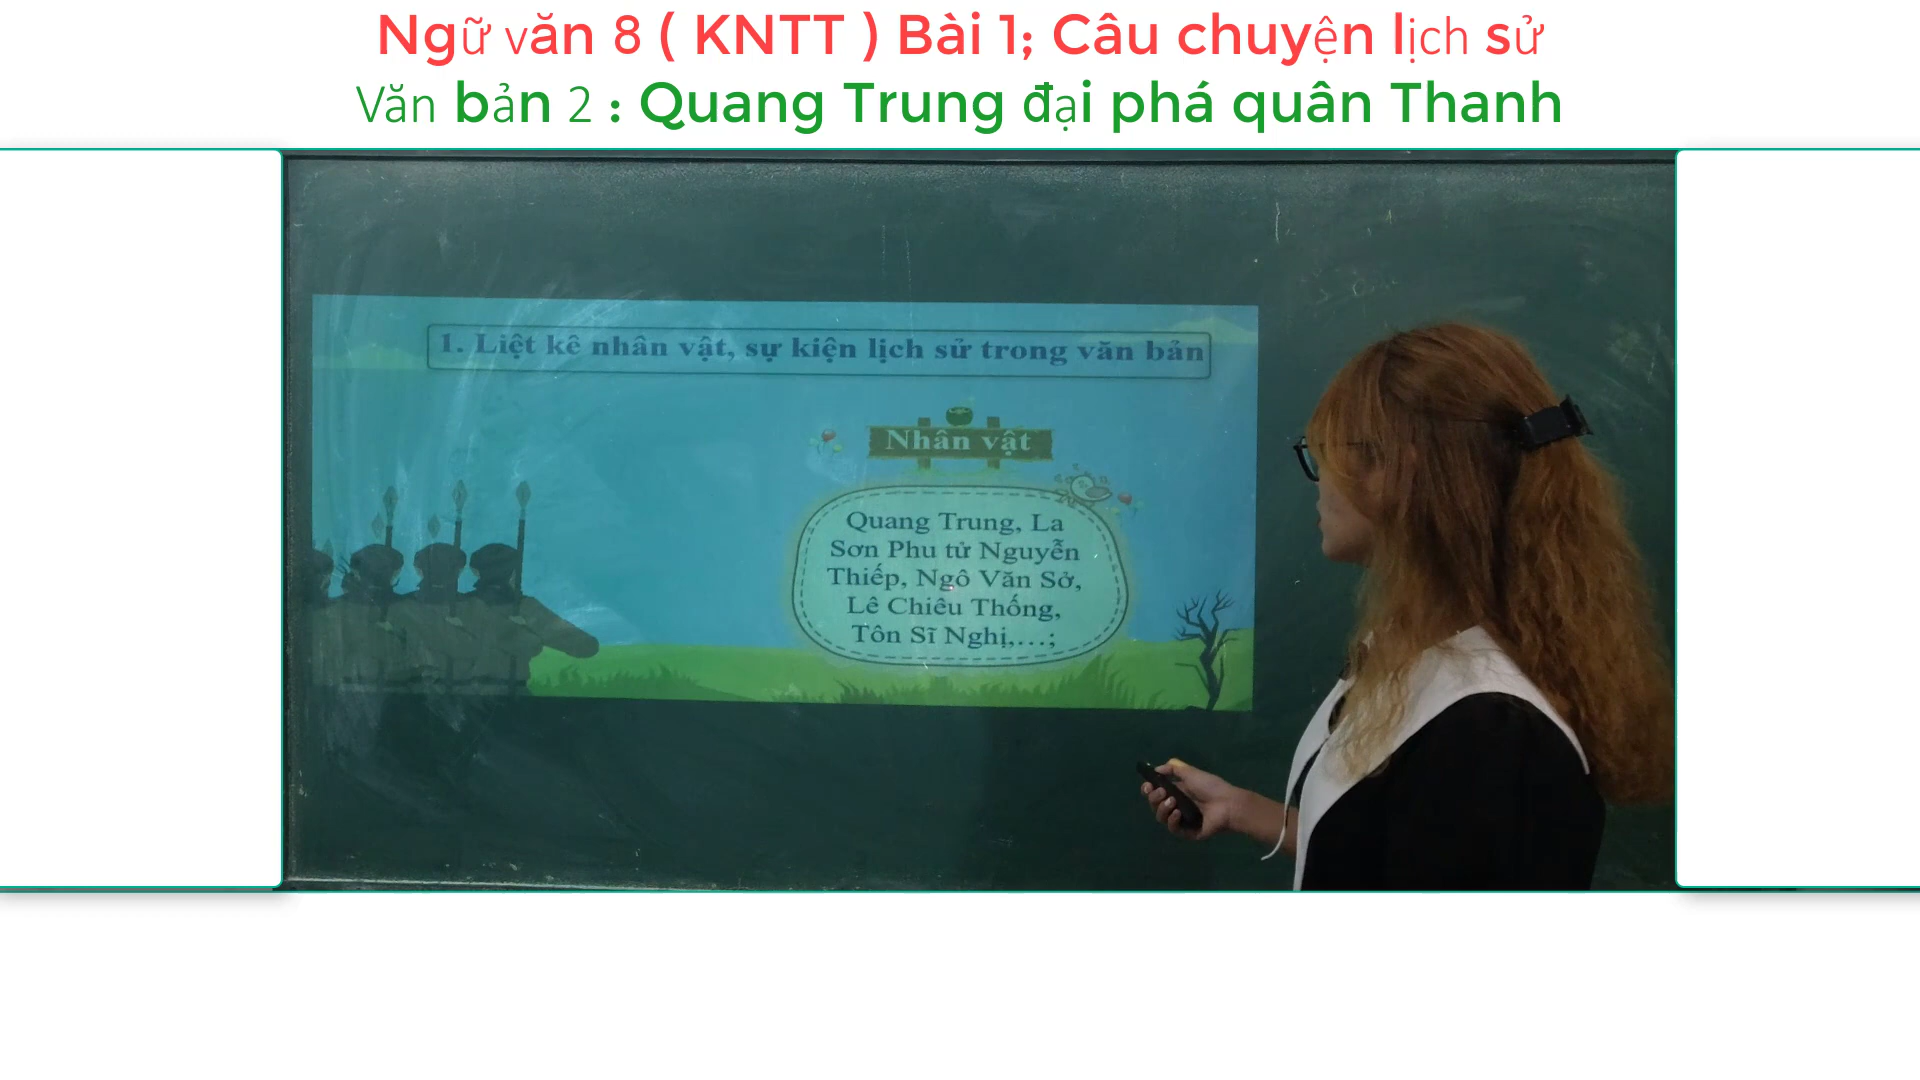 Ngữ văn 8 ( KNTT ) Bài 1; Câu chuyện lịch sử
Văn bản 2 : Quang Trung đại phá quân Thanh
1. Liệt kê nhân vật, sự kiện lịch sử trong văn bản
Nhân vật
Quang Trung, La
Sơn Phu tử Nguyễn
Thiếp, Ngô Văn Sở,
Lê Chiêu Thống,
Tôn Sĩ Nghị,...;